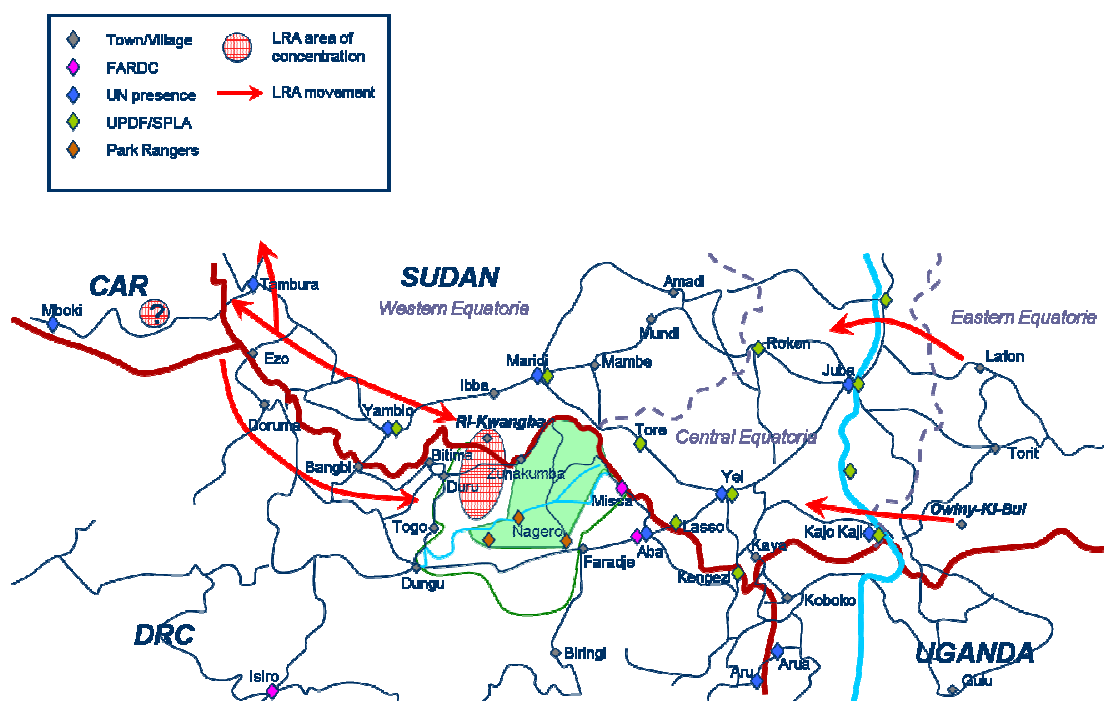 Town/Village
LRA area of
concentration
FARDC
UN presence
LRA movement
UPDF/SPLA
Park Rangers
CAR
SUDAN
Tambura
Western Equatoria
Amadi
Mboki
?
Mundi
Eastern Equatoria
Ezo
Maridi
Mambe
Roken
Lafon
Juba
Ibba
Doruma
Yambio
Ri-Kwangba
Tore
Central Equatoria
Bangbi
Bitima
Zunakumba
Torit
Duru
Yei
Missa
Owiny-Ki-Bul
Togo
Nagero
Lasso
Kajo Kaji
Aba
Kaya
Faradje
Dungu
Kengez
Koboko
DRC
Biringi
UGANDA
Isiro
Aru
Arua
Gulu